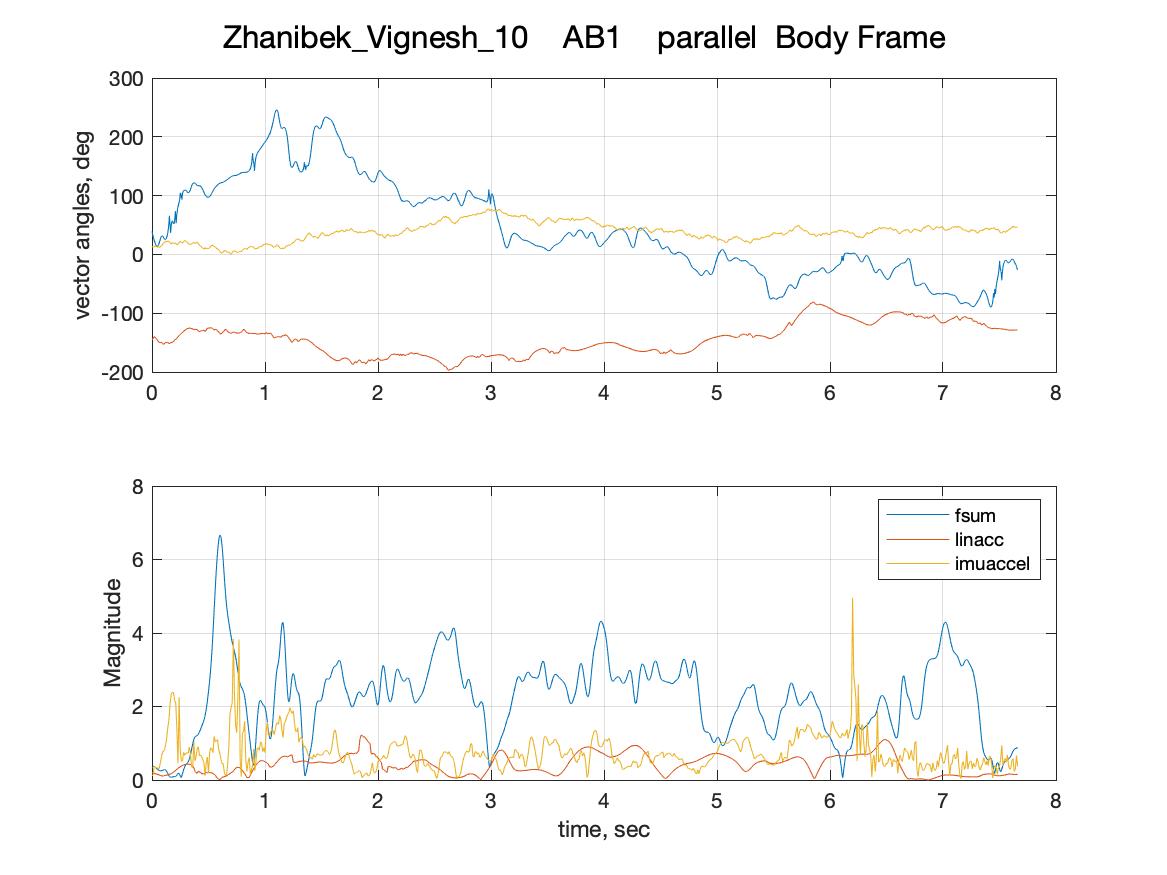 Zhanibek_Vignesh_10 AB1 parallel Body Frame
300
200
100
0
-100
-200
vector angles, deg
0 1 2 3 4 5 6 7 8
8
6
4
2
0
Magnitude
fsum
linacc
imuaccel
0 1 2 3 4 5 6 7 8
time, sec